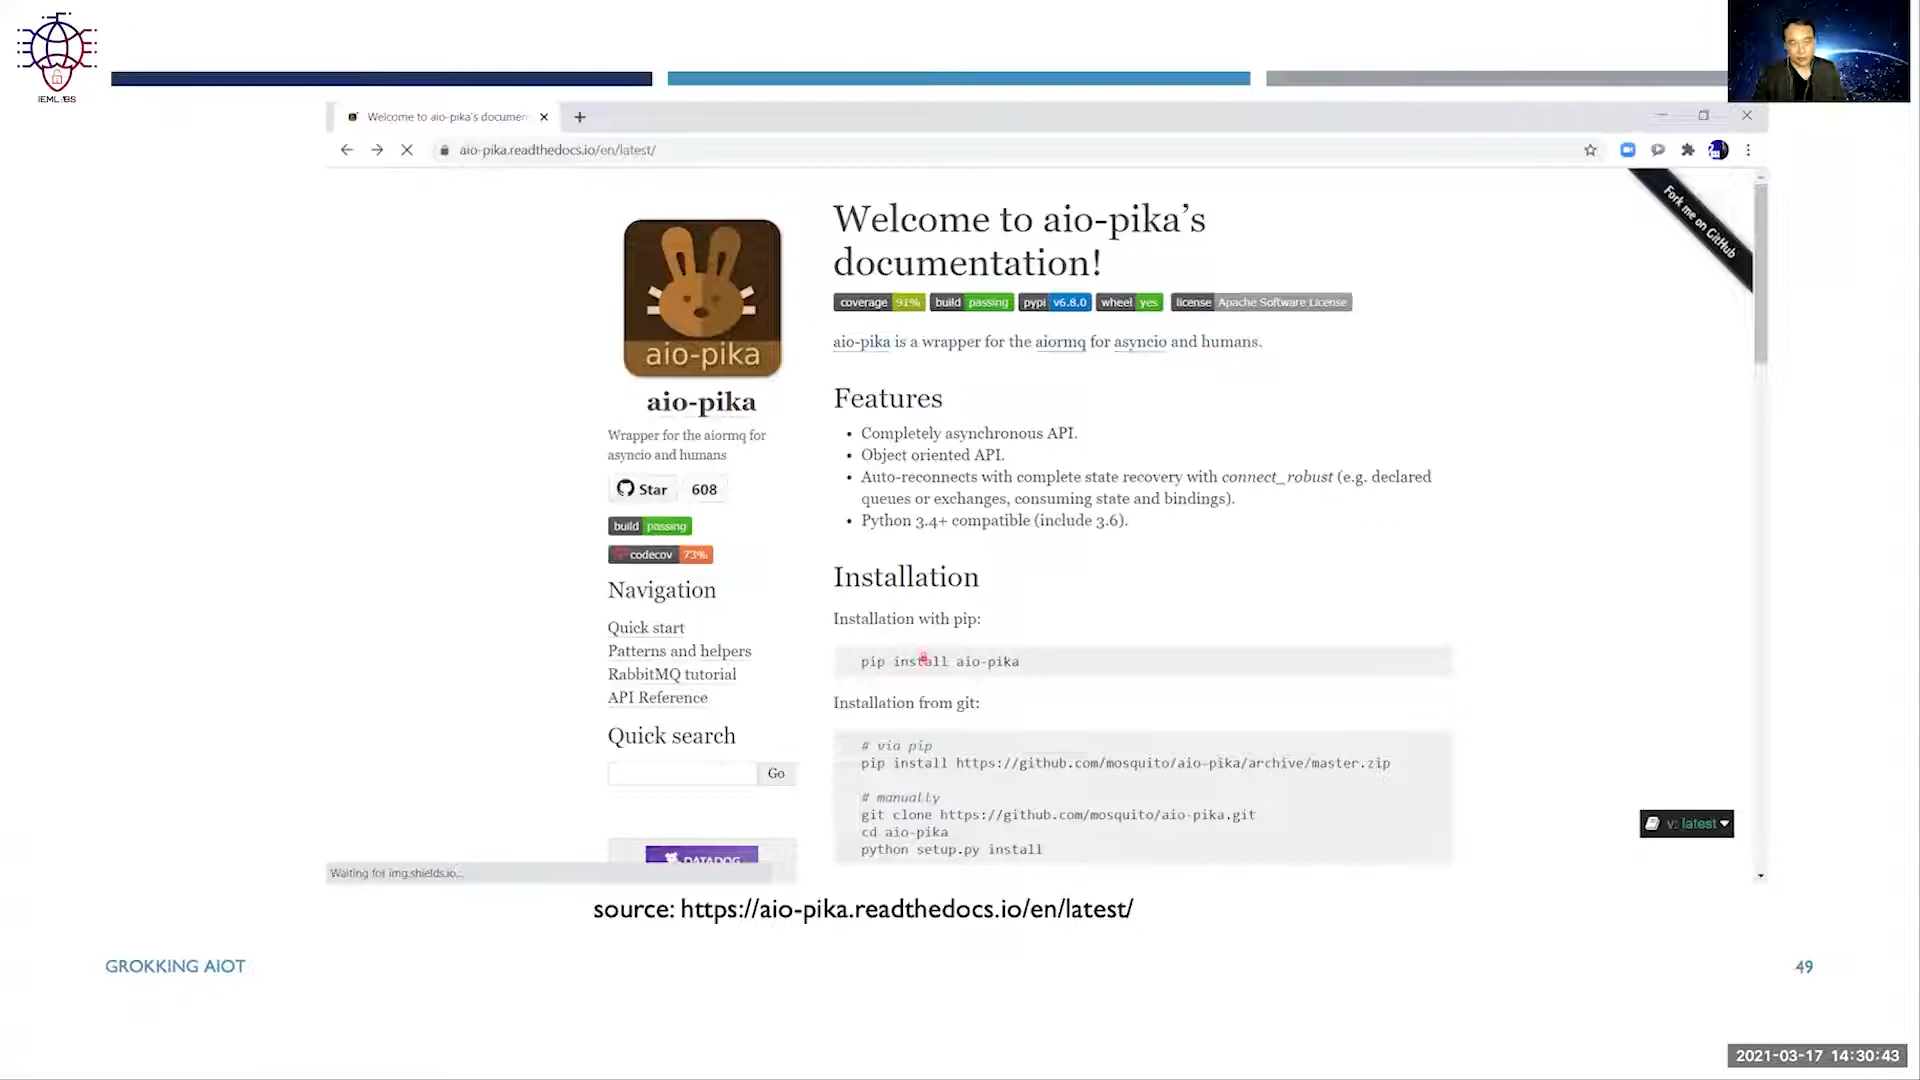 IEMLABS
Welcome to aio-pika's documen
aio-pika.readthedocs.io/en/latest/
Fork me on GitHub
aio-pika
aio-pika
Wrapper for the aiormq for
asyncio and humans
Star 608
build passing
codecov 73%
Navigation
Quick start
Patterns and helpers
RabbitMQ tutorial
API Reference
Quick search
Go
DATADOG
Welcome to aio-pika's
documentation!
coverage 91% build passing pypi v6.8.0 wheel yes license Apache Software License
aio-pika is a wrapper for the aiormq for asyncio and humans.
Features
• Completely asynchronous API.
• Object oriented API.
• Auto-reconnects with complete state recovery with connect_robust (e.g. declared
queues or exchanges, consuming state and bindings).
• Python 3.4+ compatible (include 3.6).
Installation
Installation with pip:
pip install aio-pika
Installation from git:
# via pip
pip install https://github.com/mosquito/aio-pika/archive/master.zip
# manually
git clone https://github.com/mosquito/aio-pika.git
cd aio-pika
python setup.py install
v: latest
Waiting for img.shields.io...
source: https://aio-pika.readthedocs.io/en/latest/
GROKKING AIOT
49
2021-03-17 14:30:43